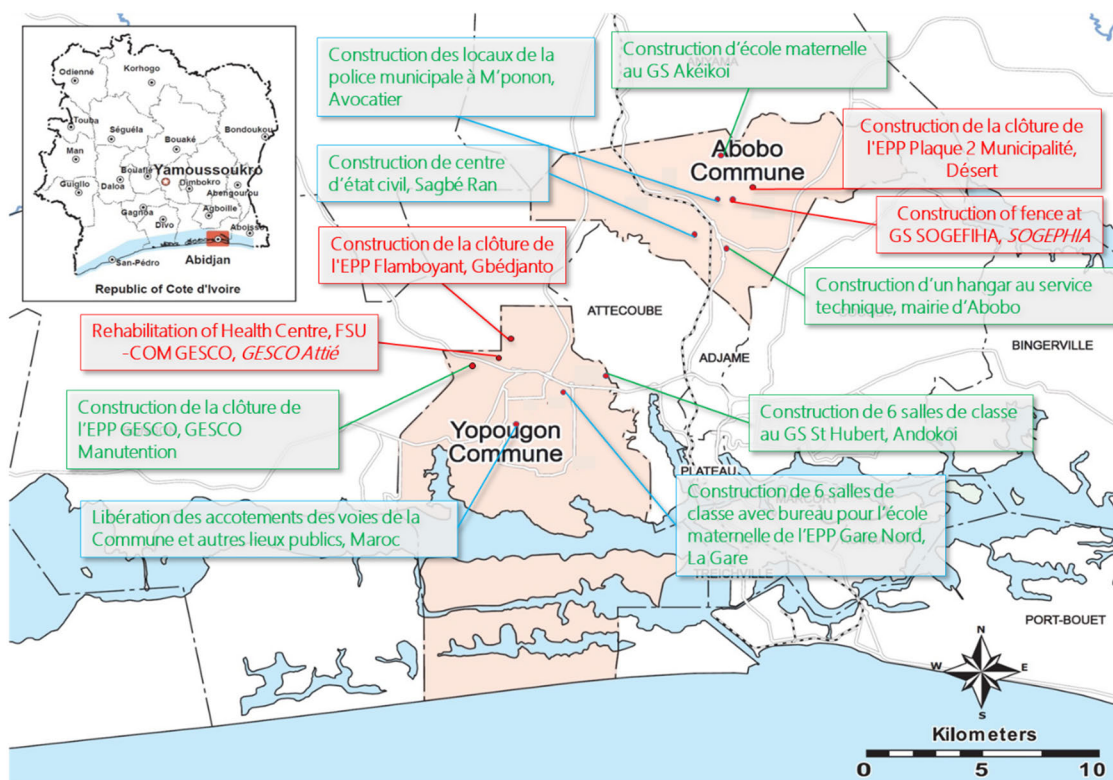 Odienné
Korhogo
Touba
Séguéla
Bouaké
Bondoukou
Man
Yamoussoukro
Bouaflé
Guiglo
Daloa
Dimbokro
Abengourou
Gagnoa
Agboille
Divo
Aboisso
San-Pédro
Abidjan
Republic of Cote d'Ivoire
Construction des locaux de la
police municipale à M'ponon,
Avocatier
Construction d'école maternelle
au GS Akéikoi
ANYAMA
Construction de centre
d'état civil, Sagbé Ran
Abobo
Commune
Construction de la clôture de
l'EPP Plaque 2 Municipalité,
Désert
Construction of fence at
GS SOGEFIHA, SOGEPHIA
Construction de la clôture de
l'EPP Flamboyant, Gbédjanto
Construction d'un hangar au service
technique, mairie d'Abobo
ATTECOUBE
Rehabilitation of Health Centre, FSU
-COM GESCO, GESCO Attié
ADJAME
BINGERVILLE
Construction de la clôture de
l'EPP GESCO, GESCO
Manutention
Yopougon
Commune
Construction de 6 salles de classe
au GS St Hubert, Andokoi
PLATEAU
Libération des accotements des voies de la
Commune et autres lieux publics, Maroc
Construction de 6 salles de
classe avec bureau pour l'école
maternelle de l'EPP Gare Nord,
La Gare
TREICHVILLE
PORT-BOUET
N
W E
S
Kilometers
0 5 10